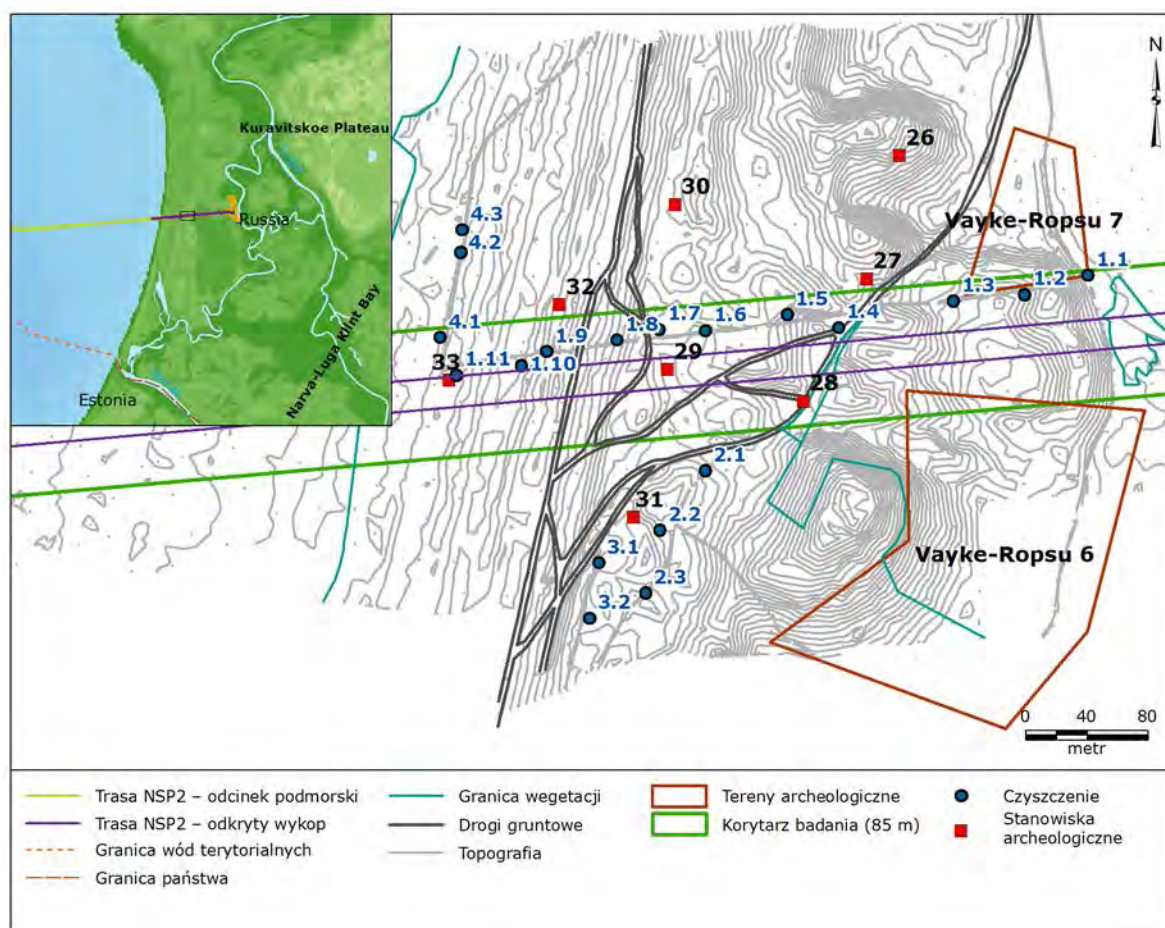 Kuravitskoe Plateau
Russia
Narva-Luga Klint Bay
Estonia
N
26
30
Vayke-Ropsu 7
4.3
4.2
27
1.1
1.2
1.3
32
1.5
1.4
1.7
1.6
1.8
4.1
1.9
33
1.11
1.10
29
28
2.1
31
2.2
Vayke-Ropsu 6
3.1
2.3
3.2
0 40 80
metr
Trasa NSP2 – odcinek podmorski
Trasa NSP2 – odkryty wykop
Granica wód terytorialnych
Granica państwa
Granica wegetacji
Drogi gruntowe
Topografia
Tereny archeologiczne
Korytarz badania (85 m)
Czyszczenie
Stanowiska
archeologiczne